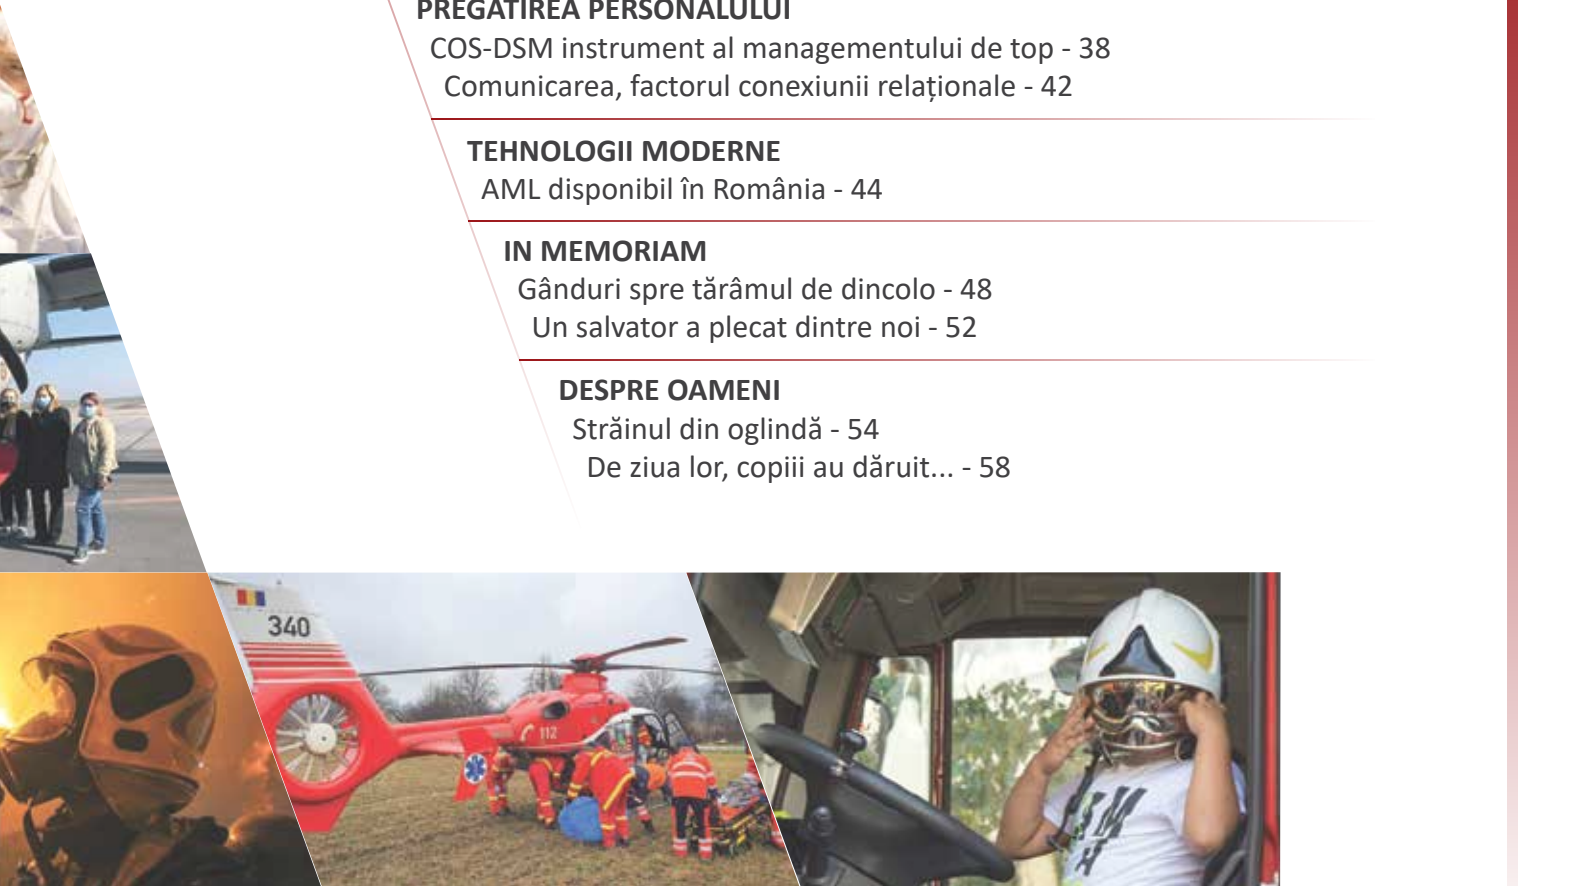 PREGĂTIREA PERSONALULUI
COS-DSM instrument al managementului de top - 38
Comunicarea, factorul conexiunii relaționale - 42
TEHNOLOGII MODERNE
AML disponibil în România - 44
IN MEMORIAM
Gânduri spre tărâmul de dincolo - 48
Un salvator a plecat dintre noi - 52
DESPRE OAMENI
Străinul din oglindă - 54
De ziua lor, copiii au dăruit... - 58
340
112